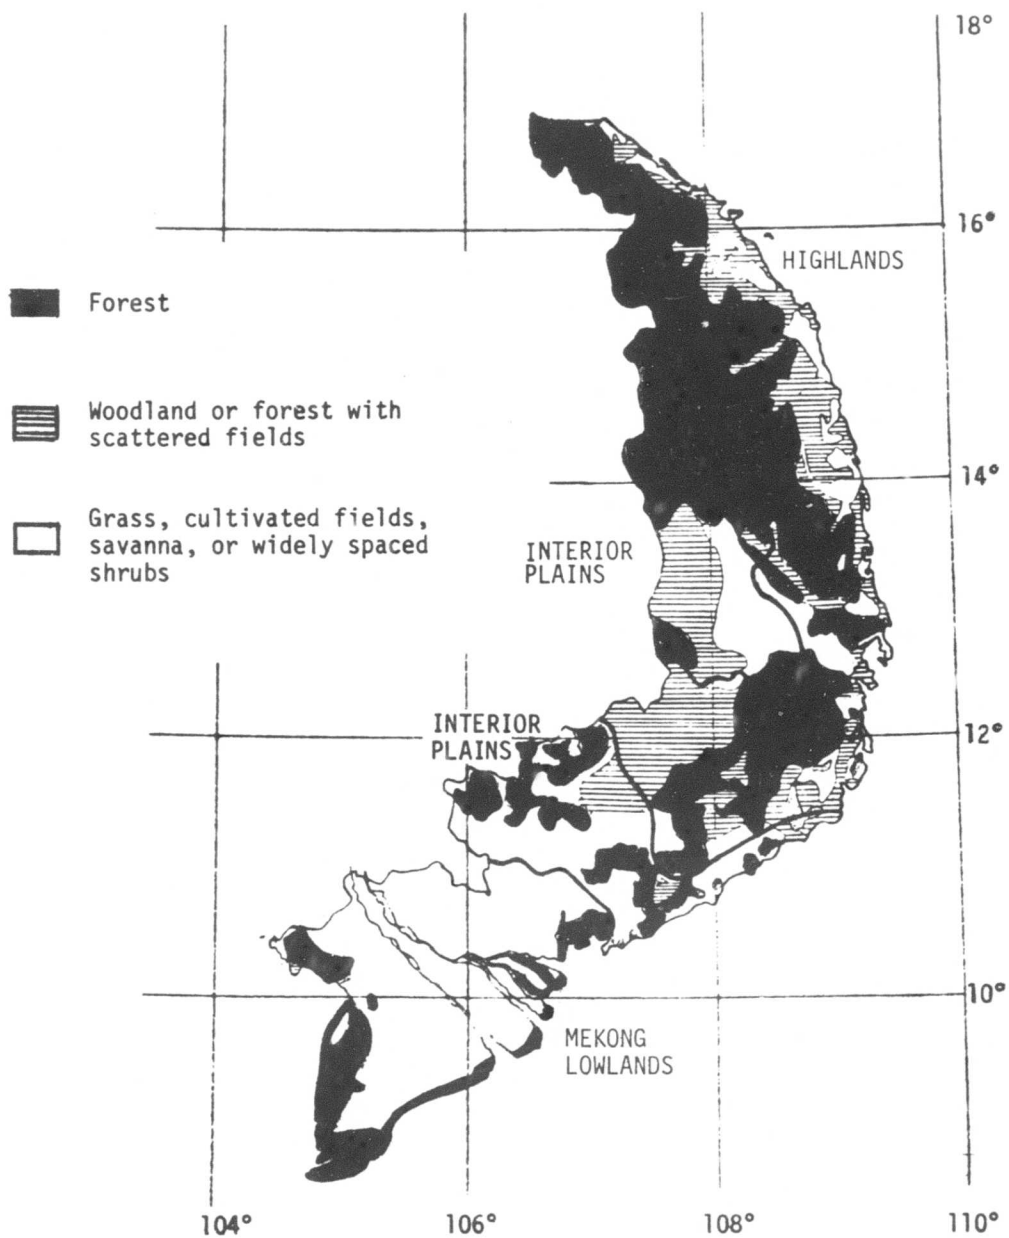 18°
16°
HIGHLANDS
Forest
Woodland or forest with
scattered fields
14°
Grass, cultivated fields,
savanna, or widely spaced
shrubs
INTERIOR
PLAINS
INTERIOR
PLAINS
12°
10°
MEKONG
LOWLANDS
104°
106°
108°
110°